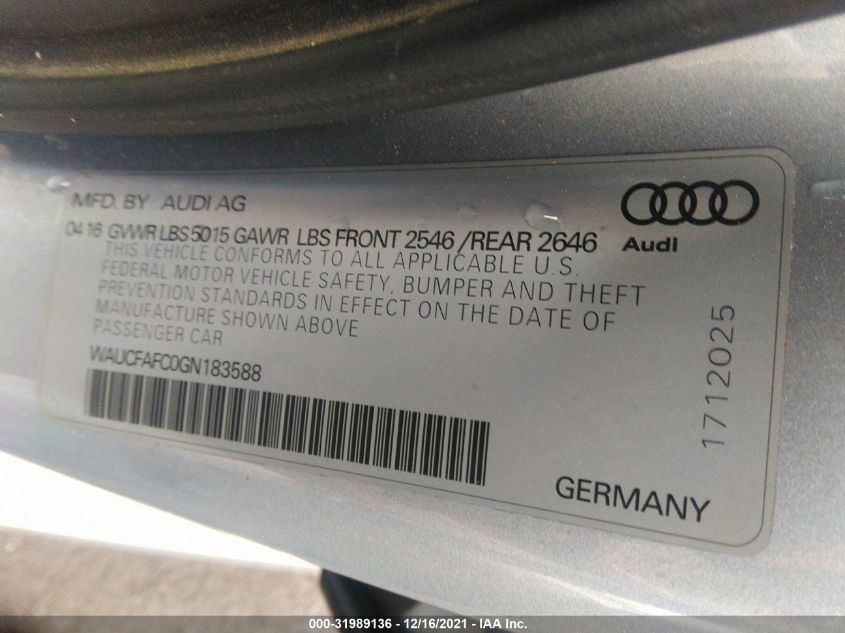 MFD. BY AUDI AG
04 16 GVWR LBS 5015 GAWR LBS FRONT 2546 /REAR 2646
THIS VEHICLE CONFORMS TO ALL APPLICABLE U.S.
FEDERAL MOTOR VEHICLE SAFETY, BUMPER AND THEFT
PREVENTION STANDARDS IN EFFECT ON THE DATE OF
MANUFACTURE SHOWN ABOVE
PASSENGER CAR
WAUCFAFC0GN183588
Audi
1712025
GERMANY
000-31989136 - 12/16/2021 - IAA Inc.